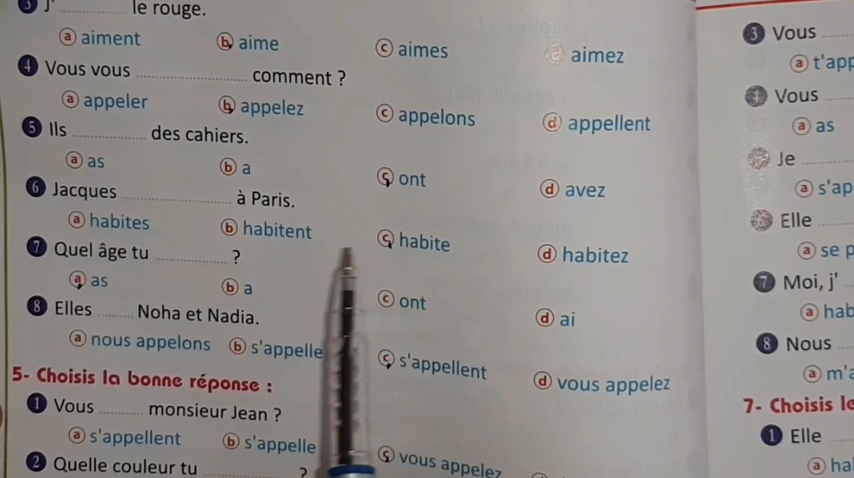 3 J' ............ le rouge.
a aiment b aime c aimes d aimez
4 Vous vous ............ comment ?
a appeler b appelez c appelons d appellent
5 Ils ............ des cahiers.
a as b a c ont d avez
6 Jacques ............ à Paris.
a habites b habitent c habite d habitez
7 Quel âge tu ............ ?
a as b a c ont d ai
8 Elles ........ Noha et Nadia.
a nous appelons b s'appelle c s'appellent d vous appelez
5- Choisis la bonne réponse :
1 Vous .......... monsieur Jean ?
a s'appellent b s'appelle c vous appelez
2 Quelle couleur tu ............ ?
3 Vous ......
a t'app
4 Vous ......
a as
Je ............
a s'ap
Elle ........
a se p
7 Moi, j' ..
a hab
8 Nous ....
a m'a
7- Choisis le
1 Elle .....
a ha